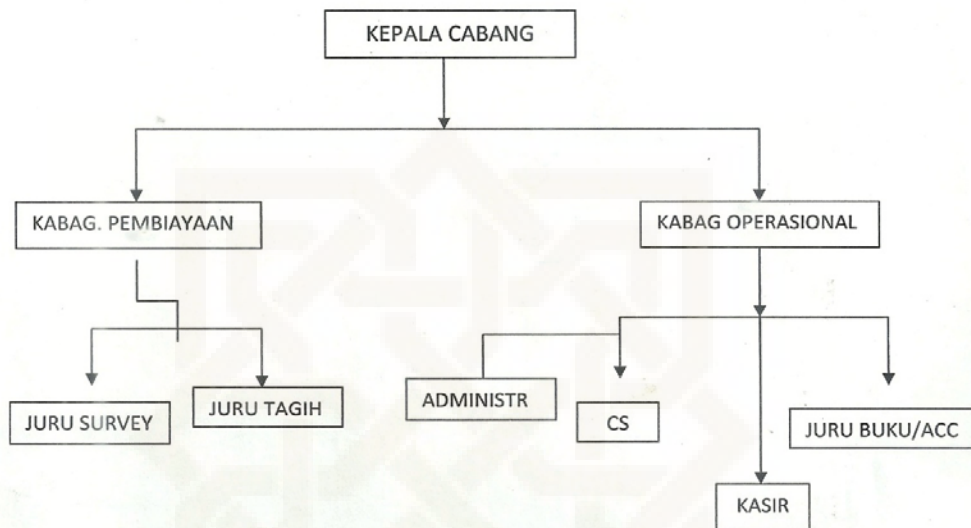 KEPALA CABANG
KABAG. PEMBIAYAAN
KABAG OPERASIONAL
JURU SURVEY
JURU TAGIH
ADMINISTR
CS
JURU BUKU/ACC
KASIR